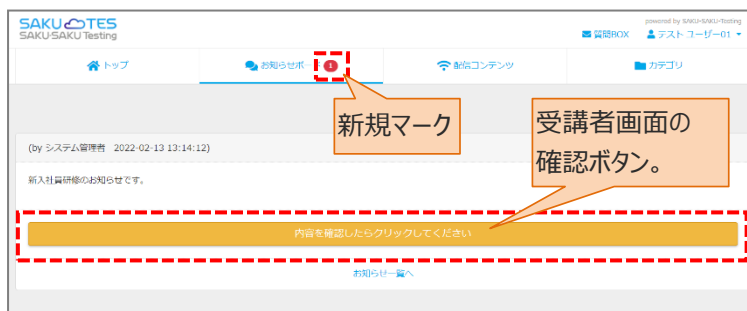 SAKU TES
SAKU-SAKU Testing
powered by SAKU-SAKU-Testing
質問BOX テスト ユーザー01
トップ お知らせボー 1 配信コンテンツ カテゴリ
新規マーク
受講者画面の
確認ボタン。
(by システム管理者 2022-02-13 13:14:12)
新入社員研修のお知らせです。
内容を確認したらクリックしてください
お知らせ一覧へ